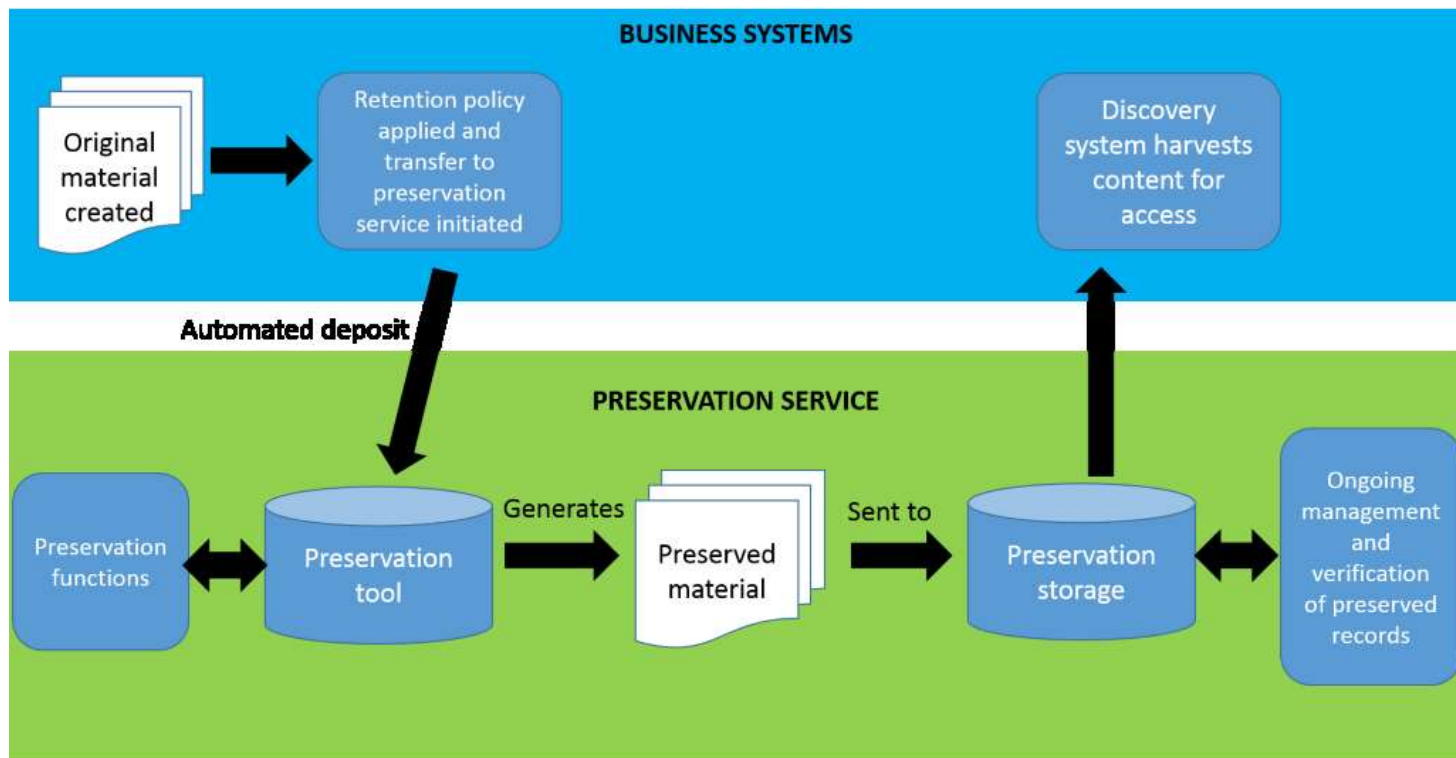 BUSINESS SYSTEMS
Original
material
created
Retention policy
applied and
transfer to
preservation
service initiated
Discovery
system harvests
content for
access
Automated deposit
PRESERVATION SERVICE
Preservation
functions
Preservation
tool
Generates
Preserved
material
Sent to
Preservation
storage
Ongoing
management
and
verification
of preserved
records